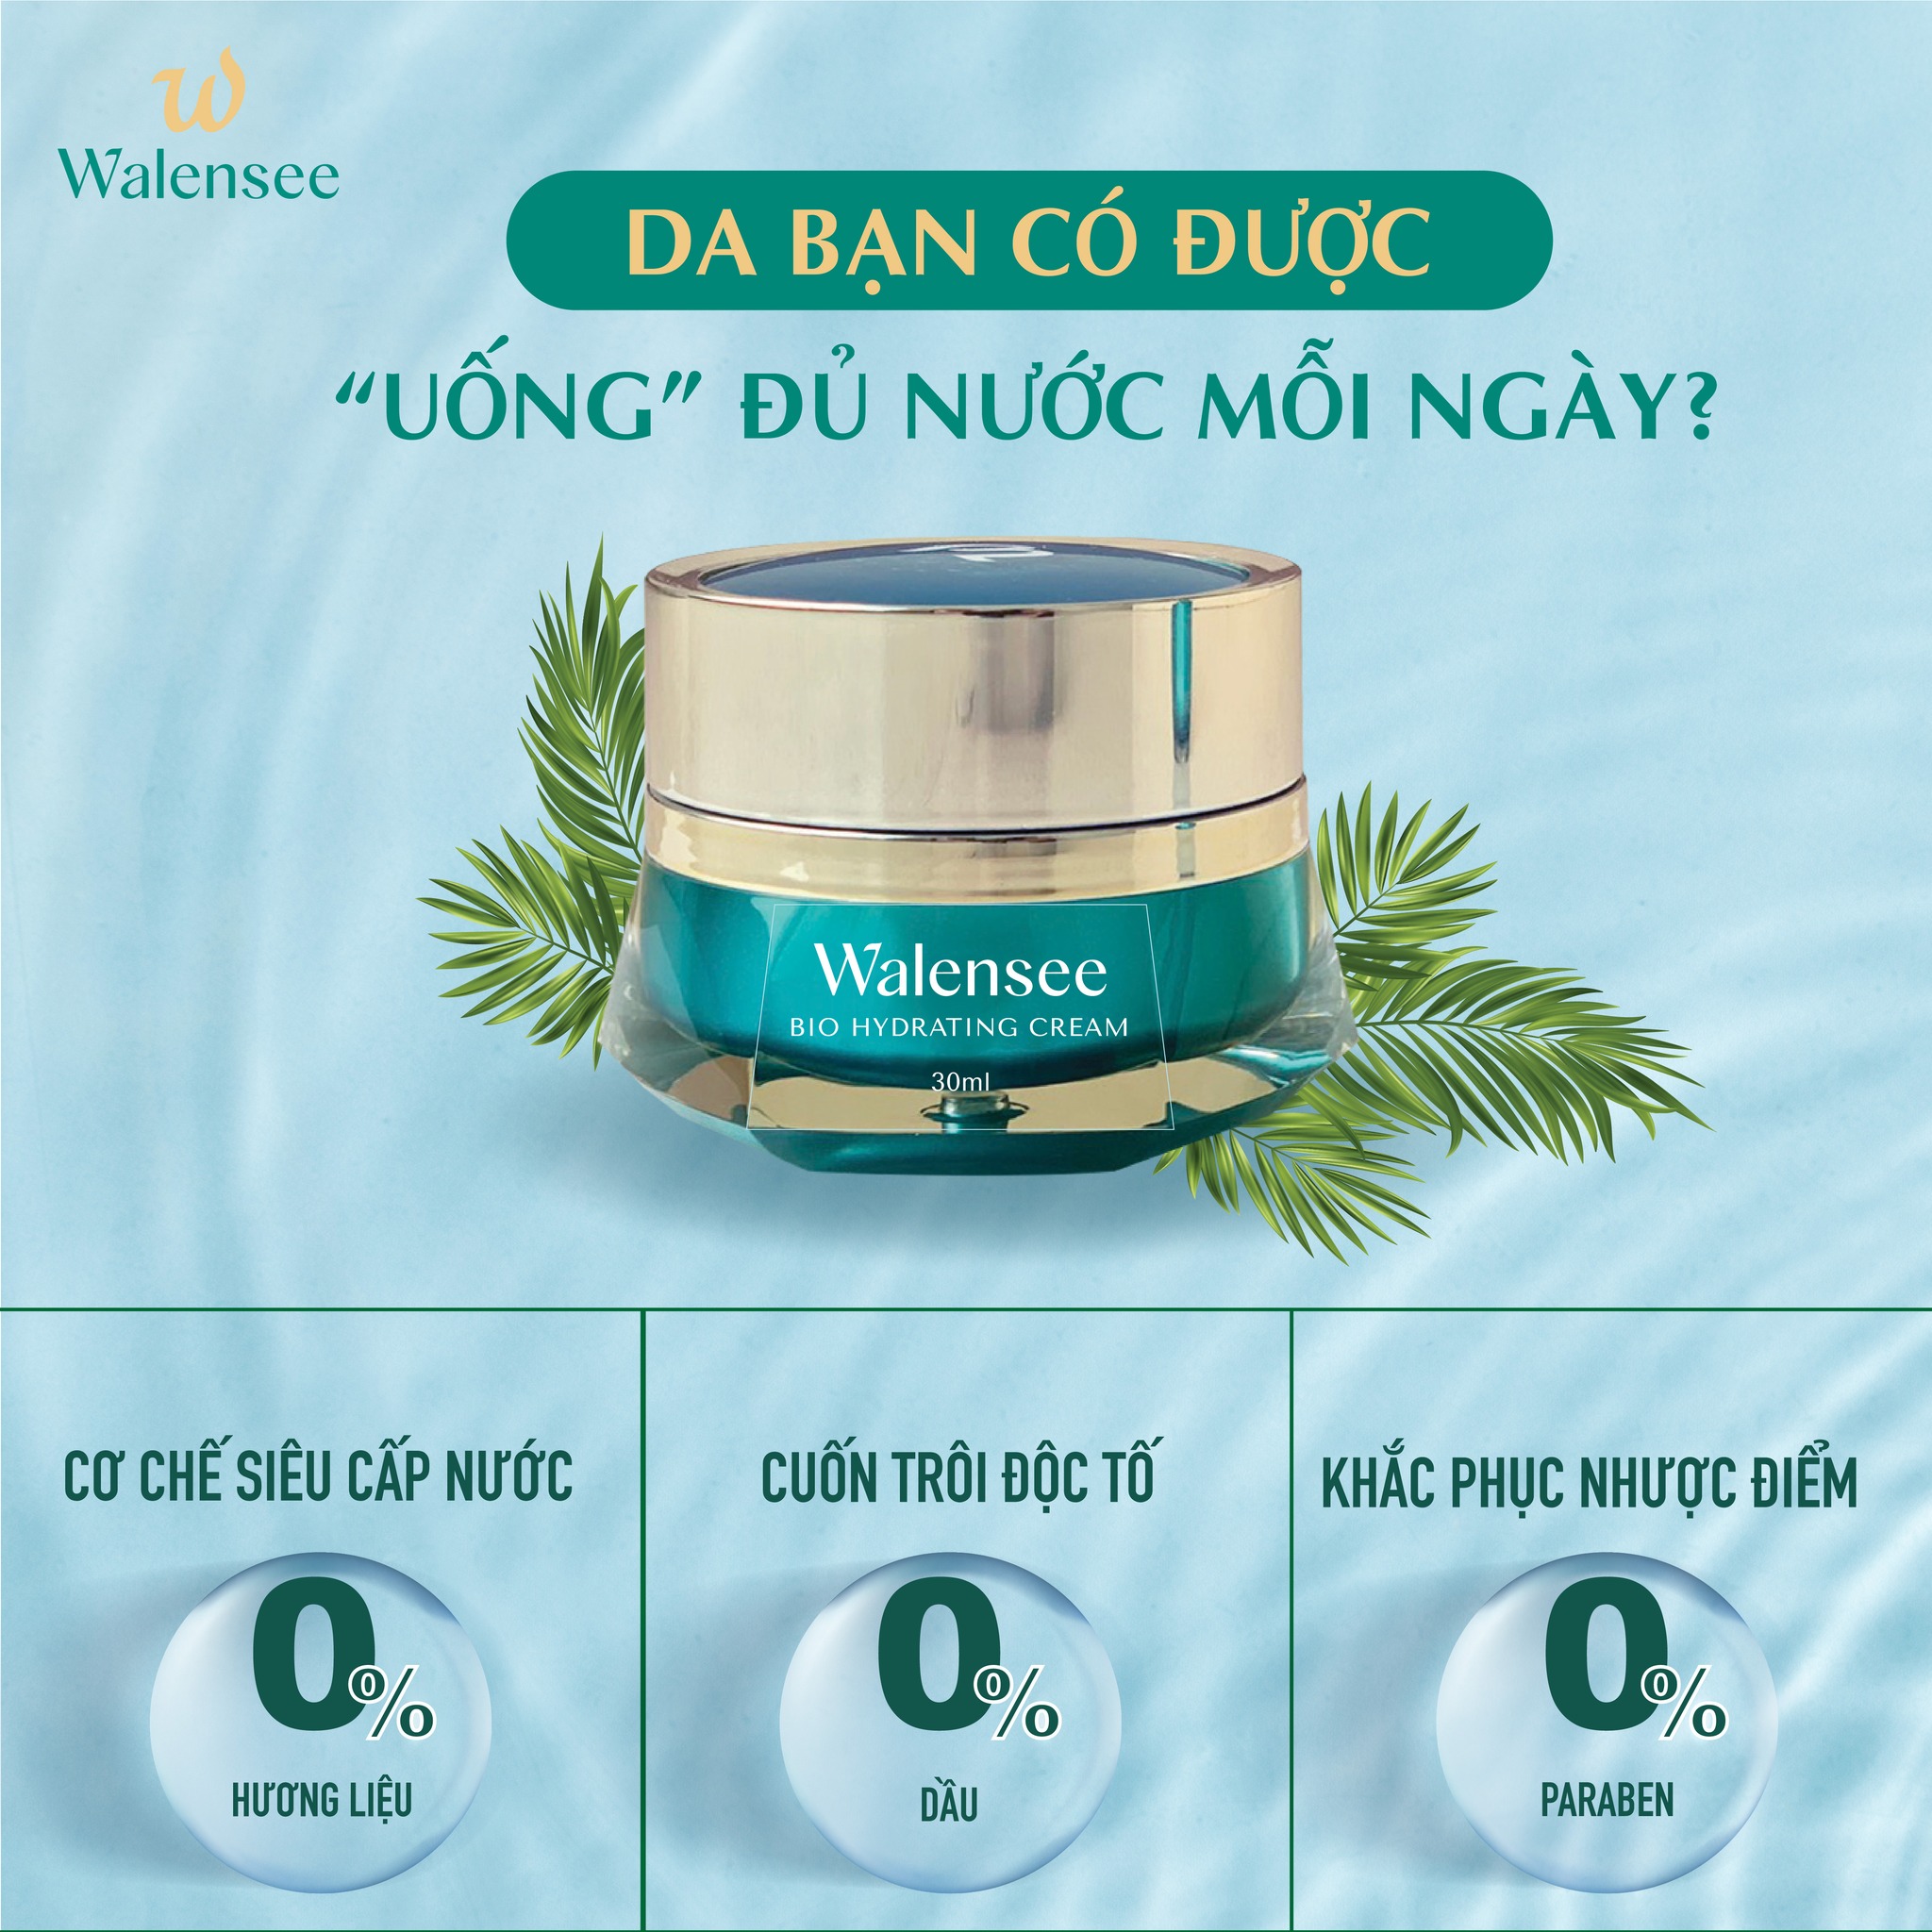 w
Walensee
DA BẠN CÓ ĐƯỢC
“UỐNG” ĐỦ NƯỚC MỖI NGÀY?
Walensee
BIO HYDRATING CREAM
30ml
CƠ CHẾ SIÊU CẤP NƯỚC
0%
HƯƠNG LIỆU
CUỐN TRÔI ĐỘC TỐ
0%
DẦU
KHẮC PHỤC NHƯỢC ĐIỂM
0%
PARABEN